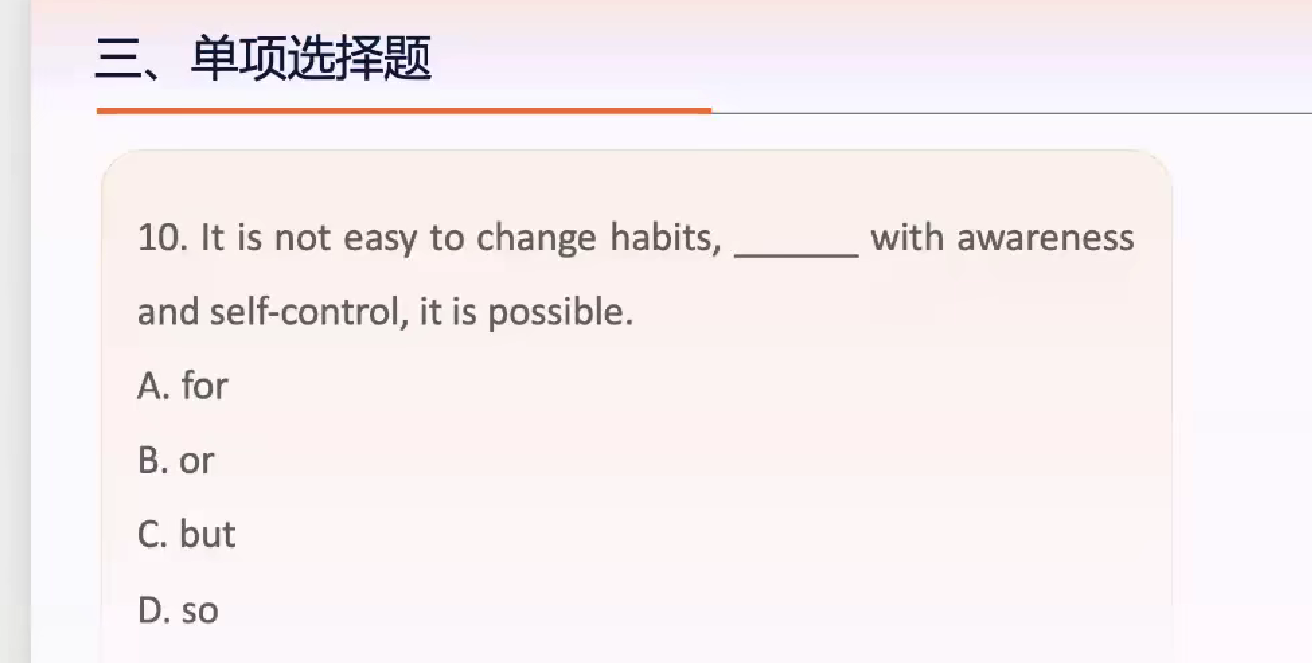 三、单项选择题
10. It is not easy to change habits, ______ with awareness
and self-control, it is possible.
A. for
B. or
C. but
D. so